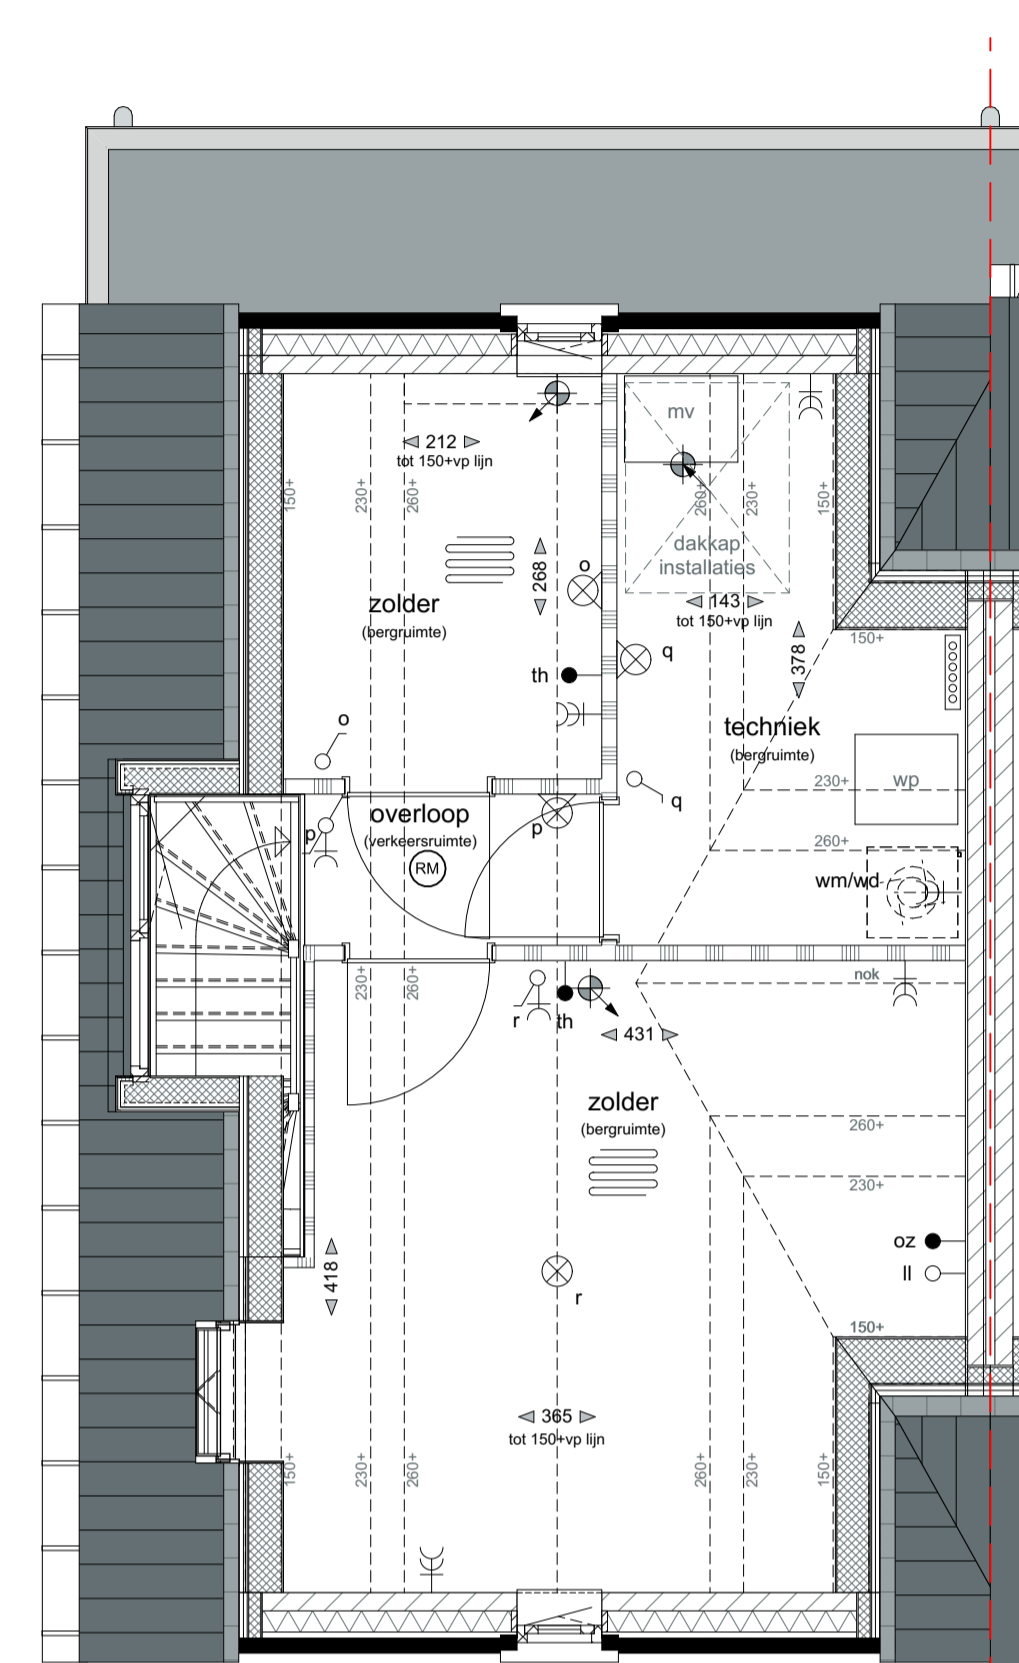 mv
212
tot 150+vp lijn
150+
230+
260+
260+
230+
150+
dakkap
installaties
268
o
143
tot 150+vp lijn
zolder
(bergruimte)
150+
378
q
th
o
techniek
(bergruimte)
230+
wp
q
p
overloop
(verkeersruimte)
p
260+
RM
wm/wd
nok
230+
260+
r
th
431
zolder
(bergruimte)
260+
230+
oz
ll
418
r
150+
365
tot 150+vp lijn
150+
230+
260+
260+
230+
150+